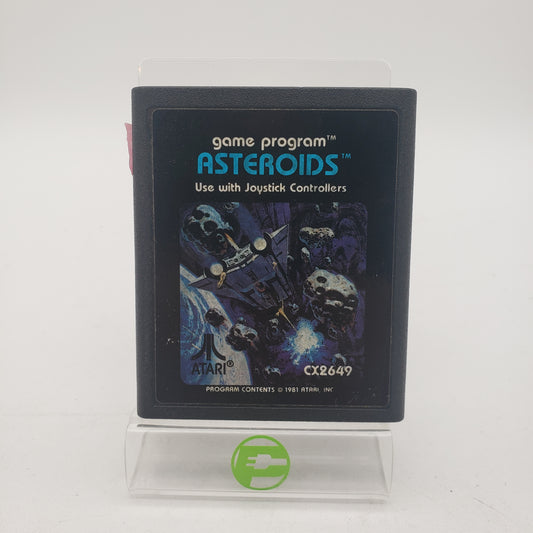 game program™
ASTEROIDS™
Use with Joystick Controllers
ATARI®
CX2649
PROGRAM CONTENTS © 1981 ATARI, INC